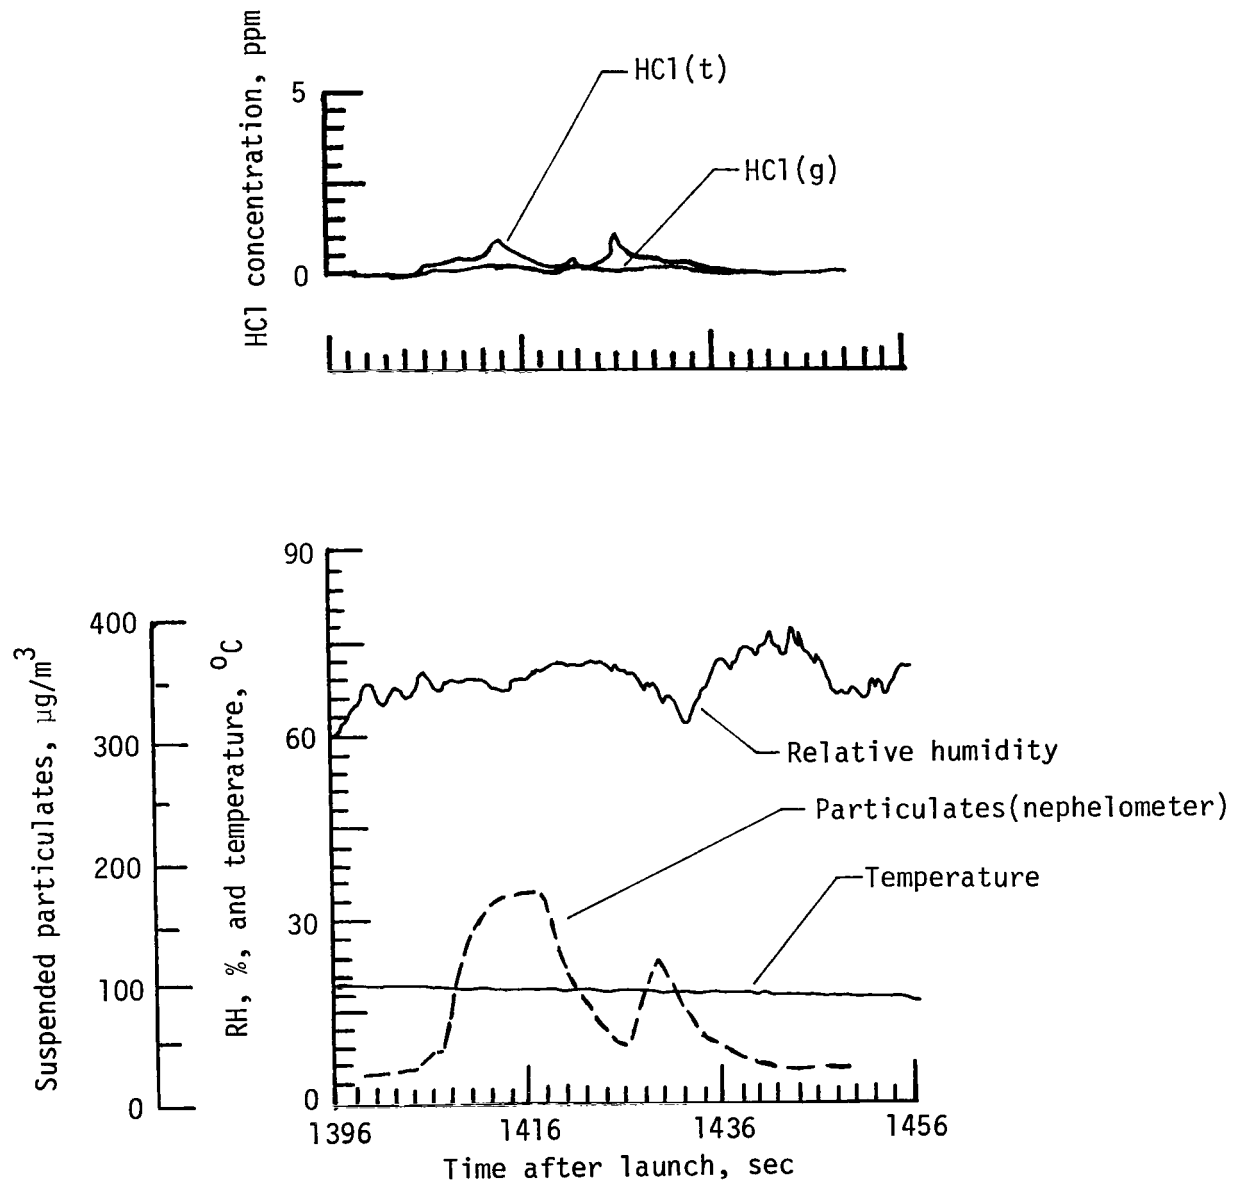 HCl concentration, ppm
5
0
HCl(t)
HCl(g)
Suspended particulates, µg/m³
400
300
200
100
0
RH, %, and temperature, °C
90
60
30
0
Relative humidity
Particulates(nephelometer)
Temperature
1396 1416 1436 1456
Time after launch, sec